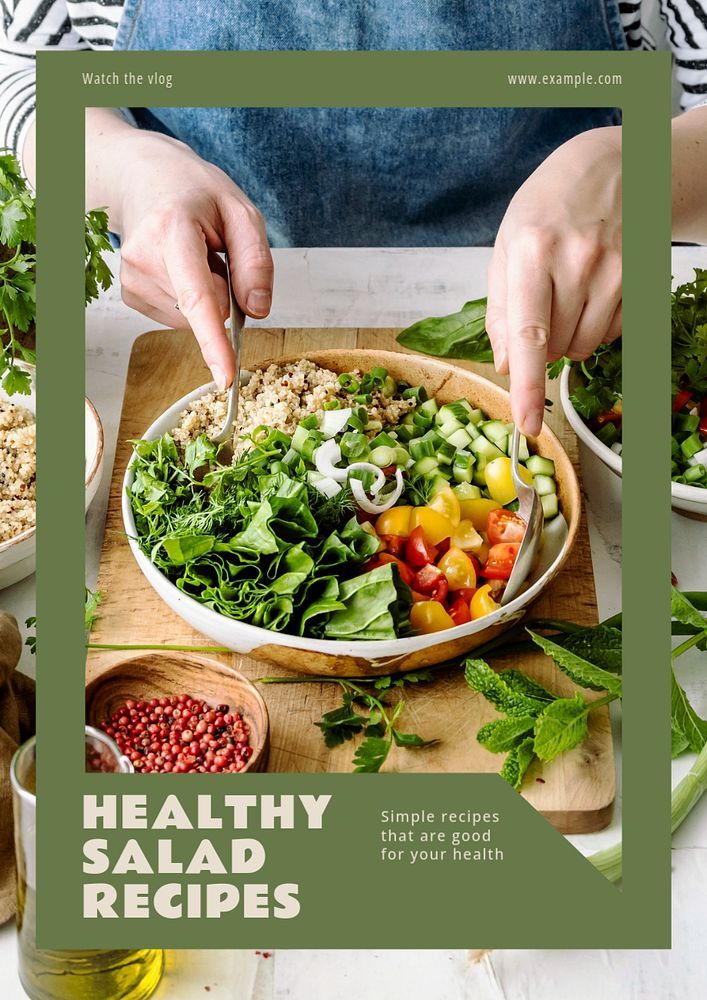 Watch the vlog
www.example.com
HEALTHY
SALAD
RECIPES
Simple recipes
that are good
for your health